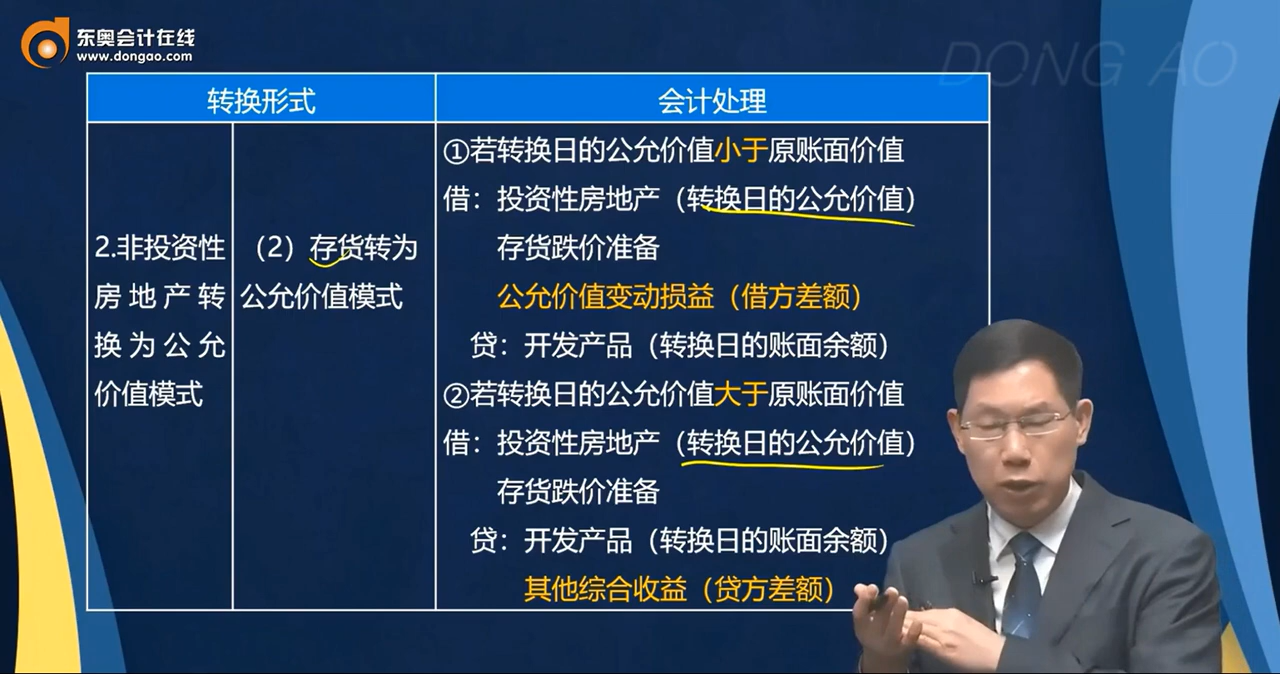 东奥会计在线
www.dongao.com
DONG AO
转换形式
会计处理
2.非投资性
房地产转
换为公允
价值模式
（2）存货转为
公允价值模式
①若转换日的公允价值小于原账面价值
借：投资性房地产（转换日的公允价值）
存货跌价准备
公允价值变动损益（借方差额）
贷：开发产品（转换日的账面余额）
②若转换日的公允价值大于原账面价值
借：投资性房地产（转换日的公允价值）
存货跌价准备
贷：开发产品（转换日的账面余额）
其他综合收益（贷方差额）